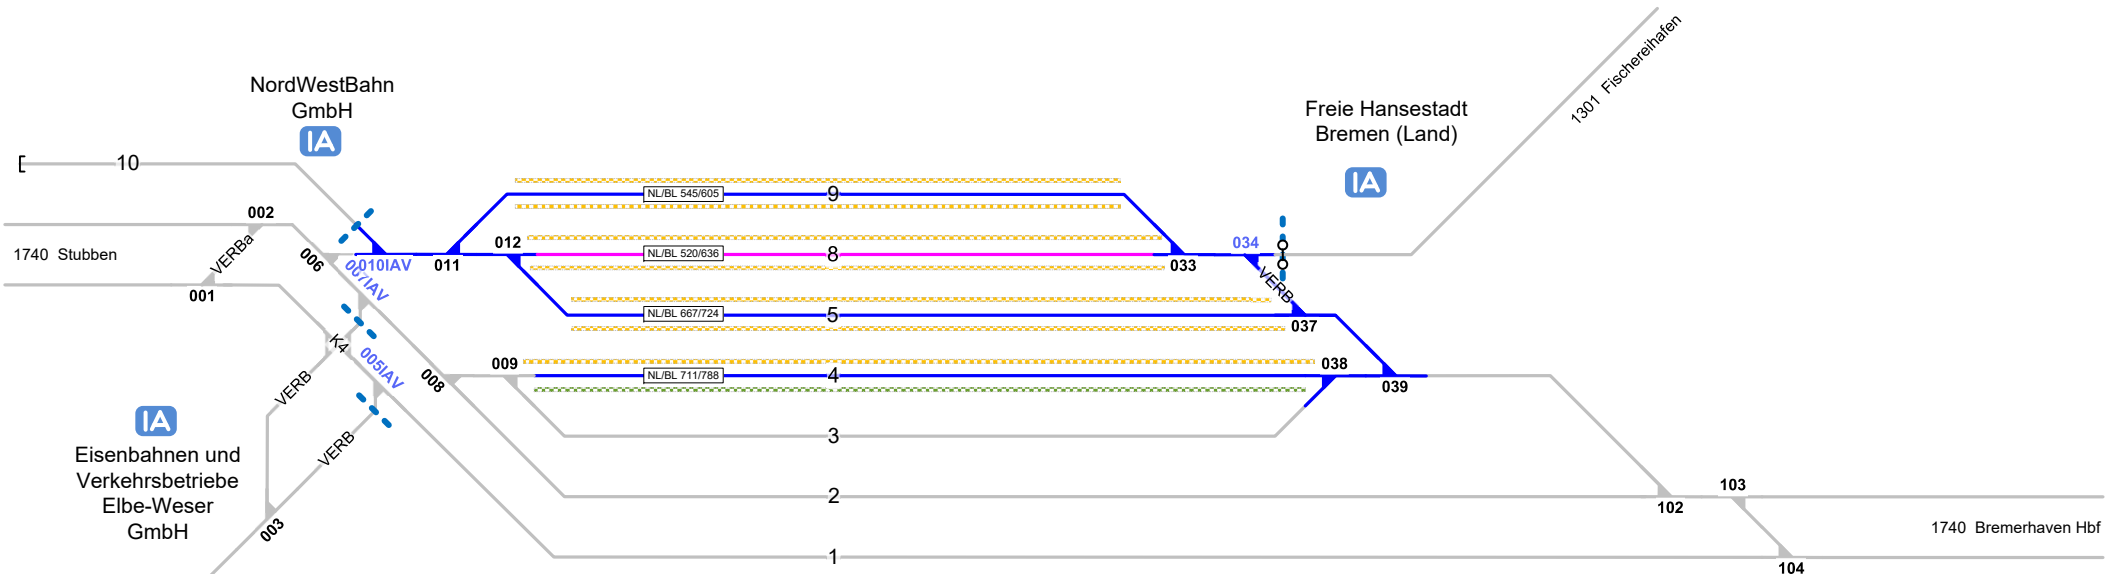 NordWestBahn
GmbH
IA
Freie Hansestadt
Bremen (Land)
IA
1301 Fischereihafen
10
002
VERBa
1740 Stubben
001
006
007IAV
010IAV
011
012
NL/BL 545/605
9
NL/BL 520/636
8
033
034
VERB
NL/BL 667/724
5
037
K4
005IAV
008
009
NL/BL 711/788
4
038
039
VERB
VERB
IA
Eisenbahnen und
Verkehrsbetriebe
Elbe-Weser
GmbH
003
3
2
1
102
103
1740 Bremerhaven Hbf
104